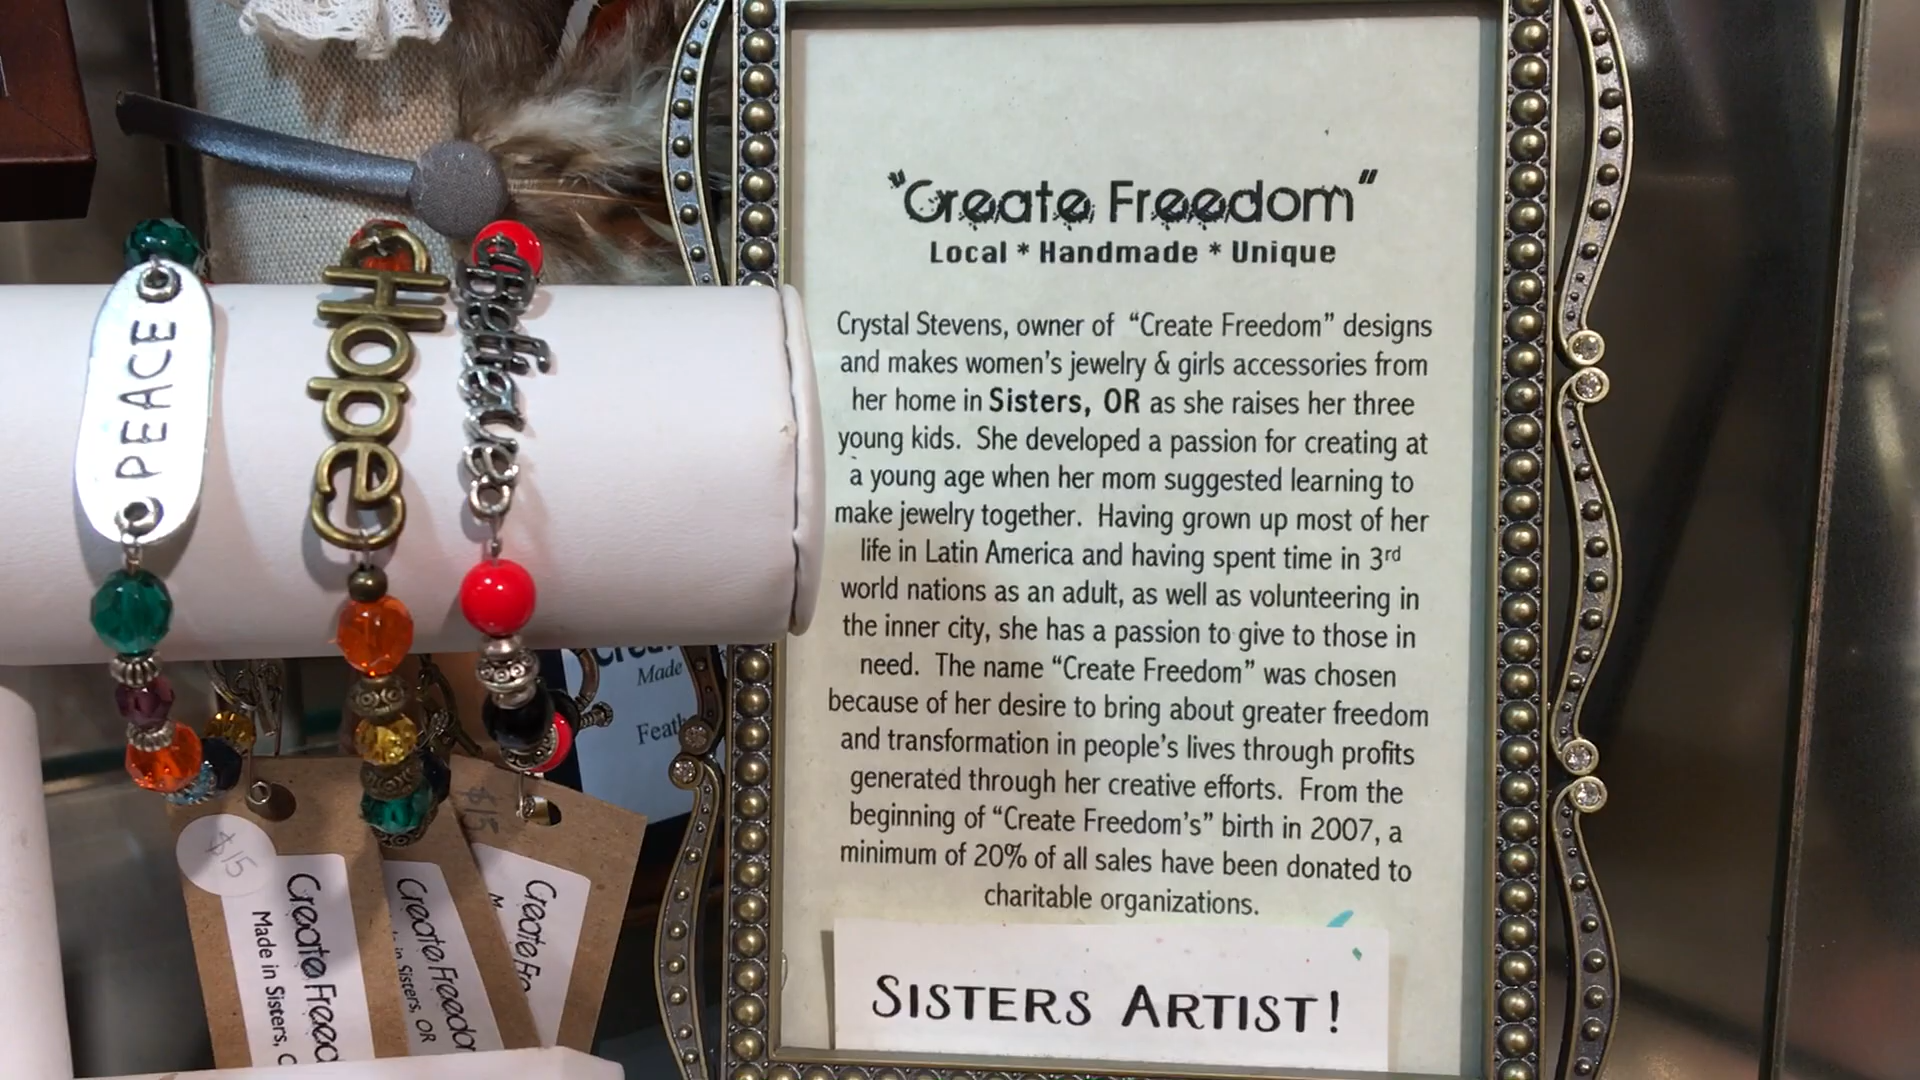 "Create Freedom"
Local * Handmade * Unique
Crystal Stevens, owner of "Create Freedom" designs
and makes women's jewelry & girls accessories from
her home in Sisters, OR as she raises her three
young kids. She developed a passion for creating at
a young age when her mom suggested learning to
make jewelry together. Having grown up most of her
life in Latin America and having spent time in 3rd
world nations as an adult, as well as volunteering in
the inner city, she has a passion to give to those in
need. The name "Create Freedom" was chosen
because of her desire to bring about greater freedom
and transformation in people's lives through profits
generated through her creative efforts. From the
beginning of "Create Freedom's" birth in 2007, a
minimum of 20% of all sales have been donated to
charitable organizations.
SISTERS ARTIST!
PEACE
Hope
Believe
Made
$15
$15
Create Freed
Made in Sisters,
Create Freedom
in Sisters, OR
Create